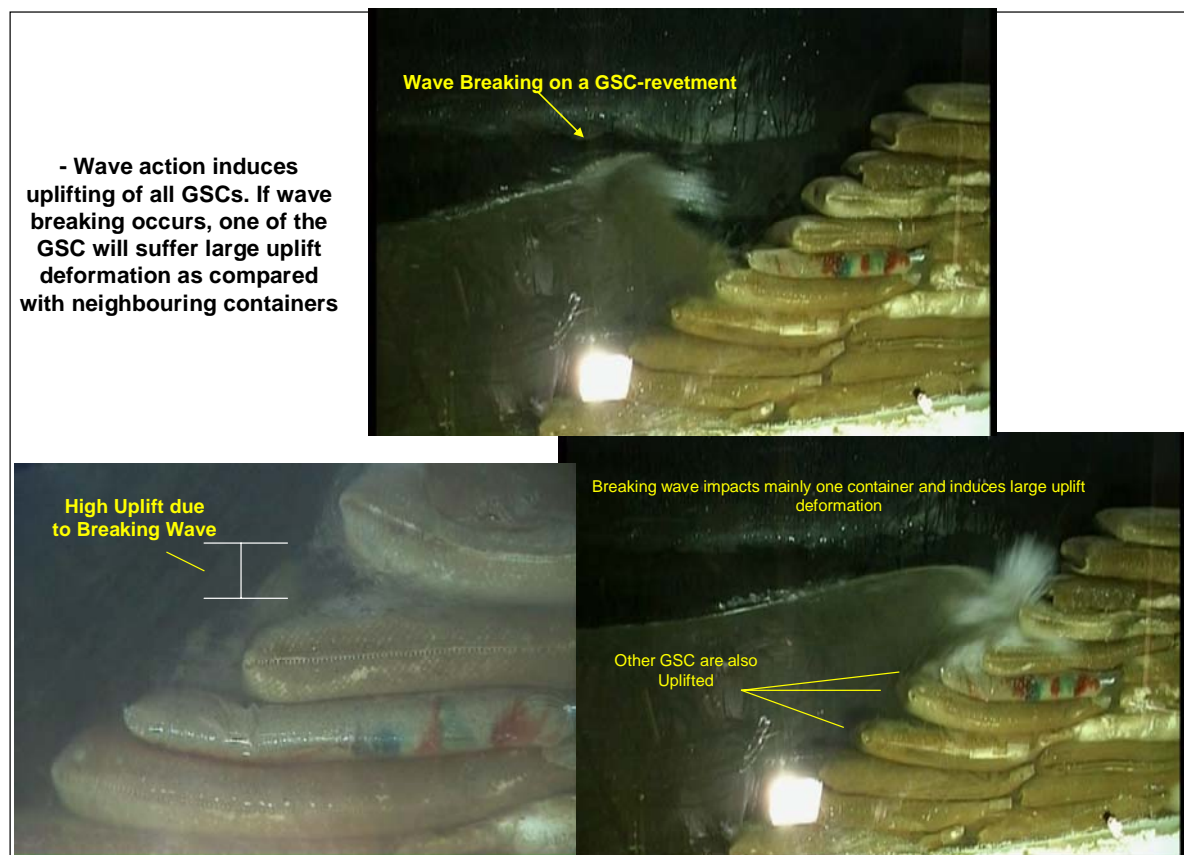 Wave Breaking on a GSC-revetment
- Wave action induces
uplifting of all GSCs. If wave
breaking occurs, one of the
GSC will suffer large uplift
deformation as compared
with neighbouring containers
High Uplift due
to Breaking Wave
Breaking wave impacts mainly one container and induces large uplift
deformation
Other GSC are also
Uplifted